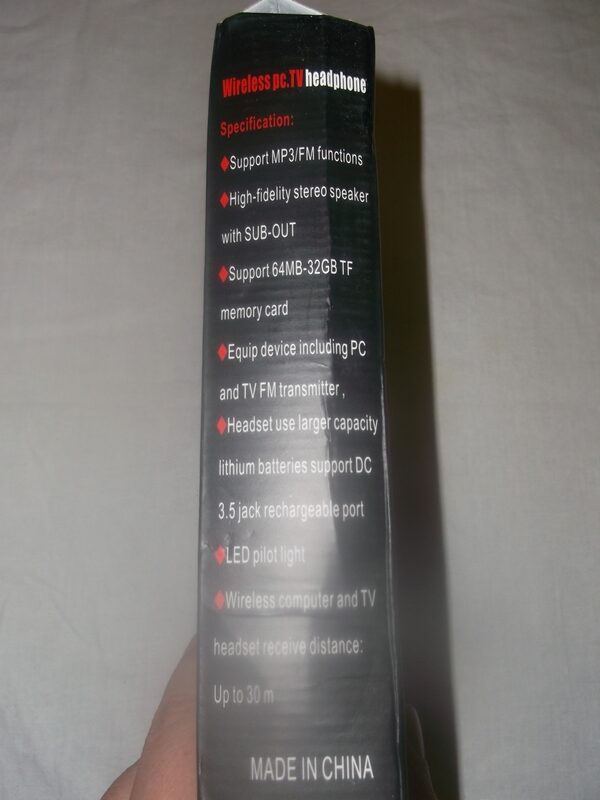 Wireless pc.TV headphone
Specification:
◆Support MP3/FM functions
◆High-fidelity stereo speaker
with SUB-OUT
◆Support 64MB-32GB TF
memory card
◆Equip device including PC
and TV FM transmitter ,
◆Headset use larger capacity
lithium batteries support DC
3.5 jack rechargeable port
◆LED pilot light
◆Wireless computer and TV
headset receive distance:
Up to 30 m
MADE IN CHINA